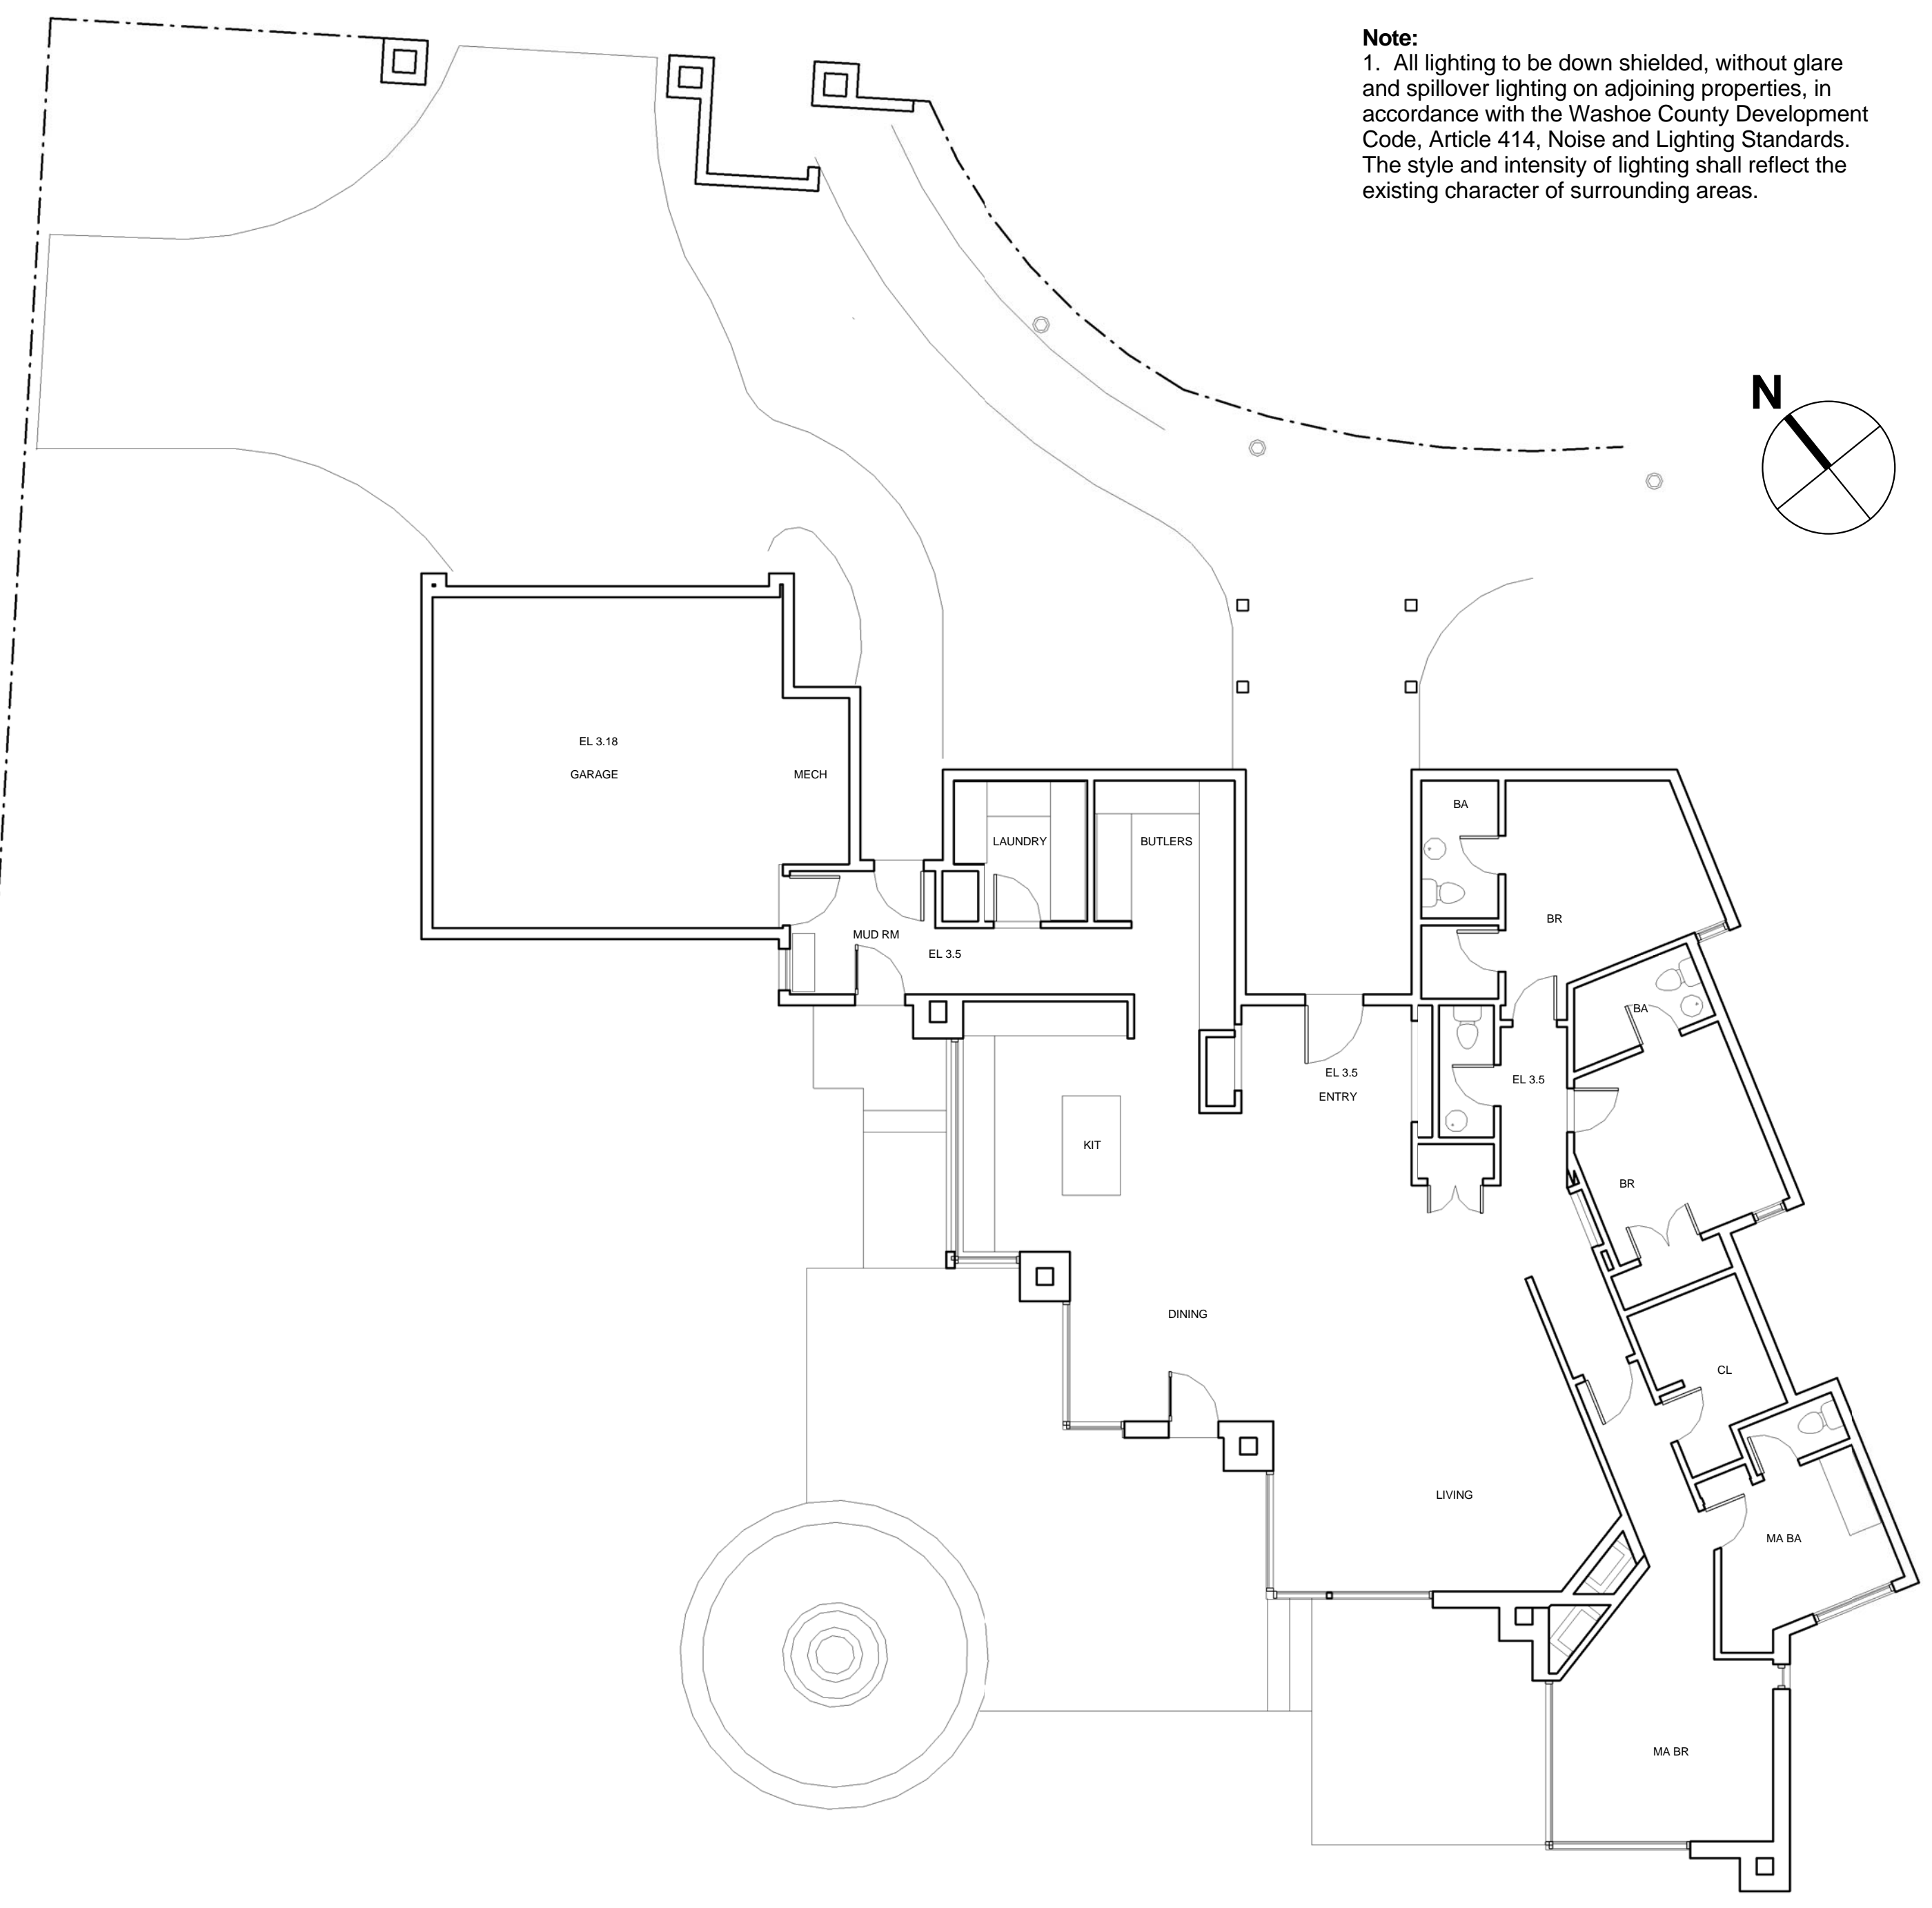 Note:
1. All lighting to be down shielded, without glare
and spillover lighting on adjoining properties, in
accordance with the Washoe County Development
Code, Article 414, Noise and Lighting Standards.
The style and intensity of lighting shall reflect the
existing character of surrounding areas.
N
EL 3.18
GARAGE
MECH
LAUNDRY
BUTLERS
BA
BR
MUD RM
EL 3.5
BA
EL 3.5
ENTRY
EL 3.5
KIT
BR
DINING
CL
LIVING
MA BA
MA BR